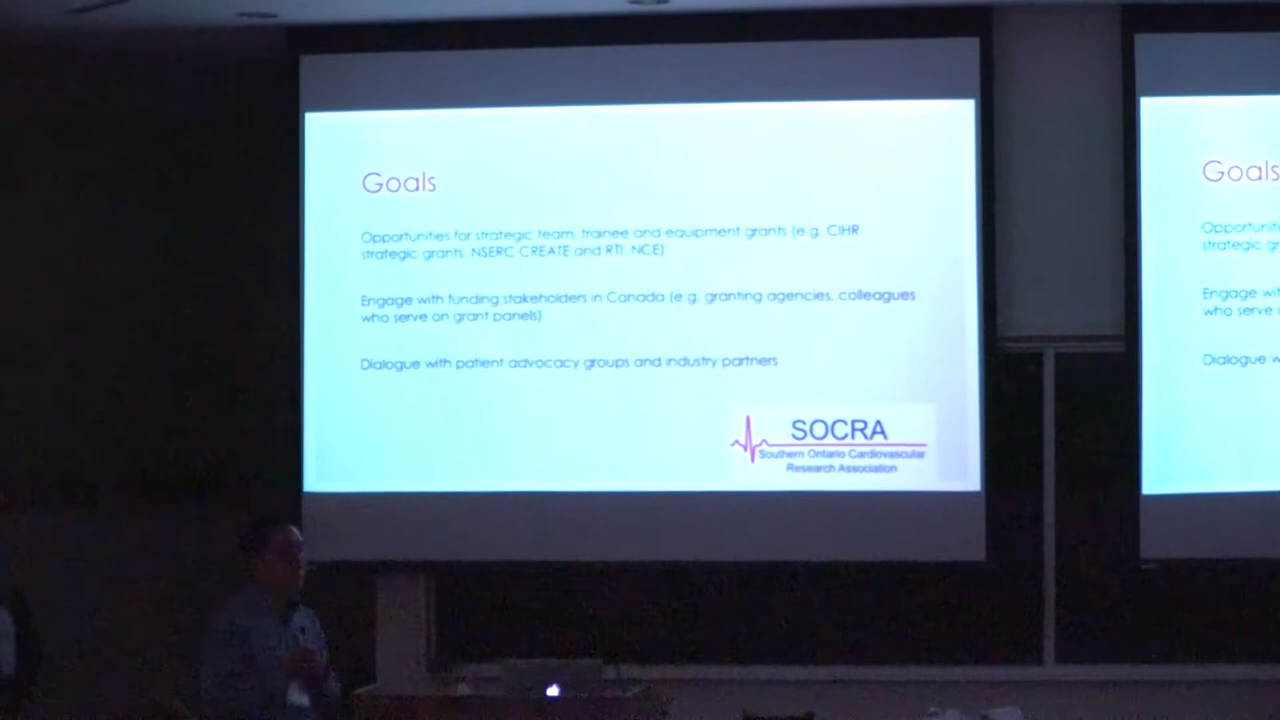 Goals
Opportunities for strategic team, trainee and equipment grants (e.g. CIHR
strategic grants, NSERC CREATE and RTI, NCE)
Engage with funding stakeholders in Canada (e.g. granting agencies, colleagues
who serve on grant panels)
Dialogue with patient advocacy groups and industry partners
SOCRA
Southern Ontario Cardiovascular
Research Association
Goals
Opportuniti
strategic gr
Engage wit
who serve
Dialogue w